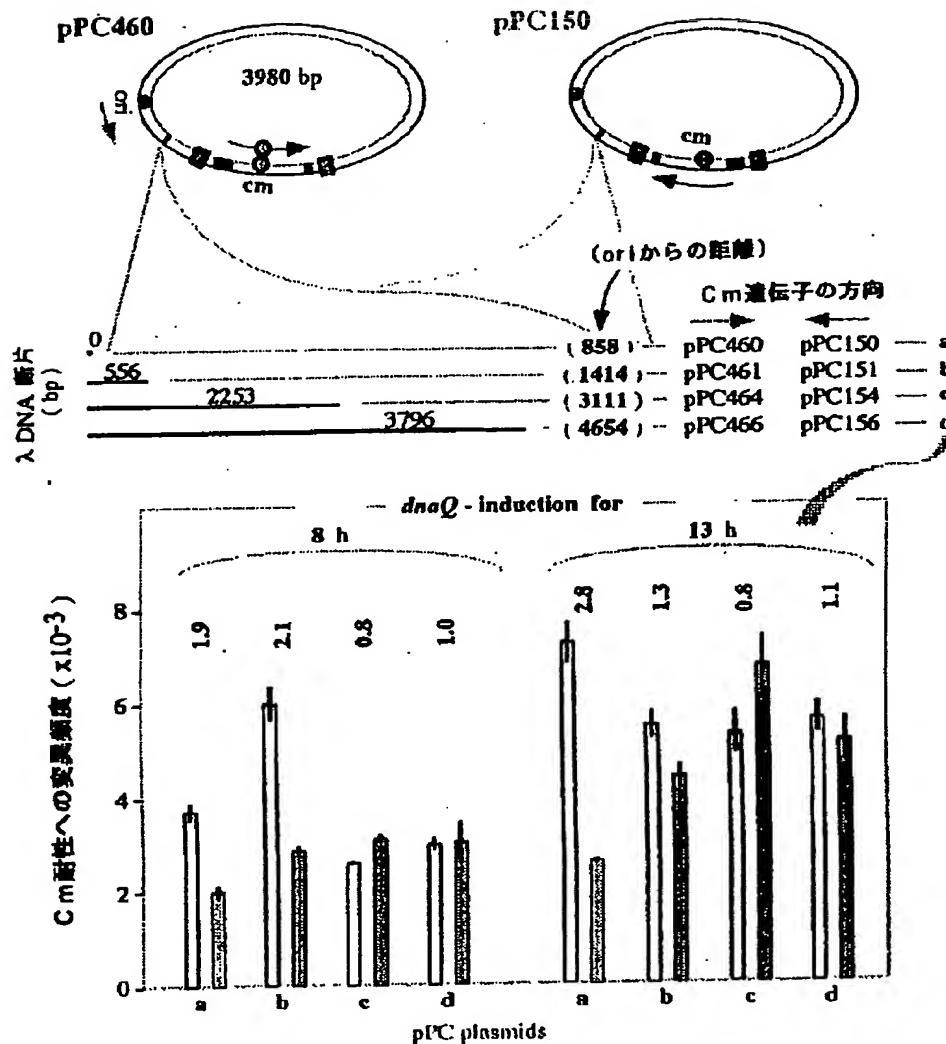 pPC460
pPC150
3980 bp
ori
cm
cm
(oriからの距離)
Cm遺伝子の方向
λDNA断片
(bp)
0
(858) pPC460 pPC150 a
556 (1414) pPC461 pPC151 b
2253 (3111) pPC464 pPC154 c
3796 (4654) pPC466 pPC156 d
dnaQ - induction for
8 h
13 h
1.9 2.1 0.8 1.0 2.8 1.3 0.8 1.1
Cm耐性への変異頻度 (x10-3)
8
6
4
2
0
a b c d a b c d
pPC plasmids